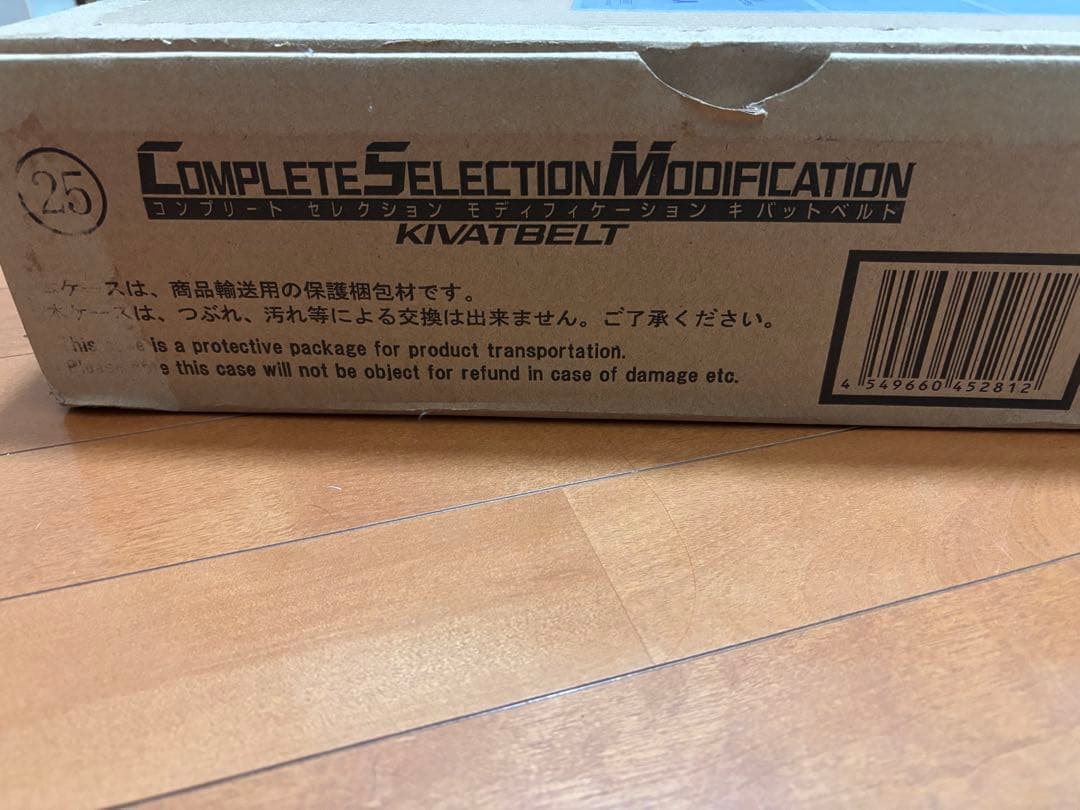 25
COMPLETE SELECTION MODIFICATION
コンプリート セレクション モディフィケーション キバットベルト
KIVATBELT
ケースは、商品輸送用の保護梱包材です。
本ケースは、つぶれ、汚れ等による交換は出来ません。ご了承ください。
This is a protective package for product transportation.
Please this case will not be object for refund in case of damage etc.
4 549660 452812